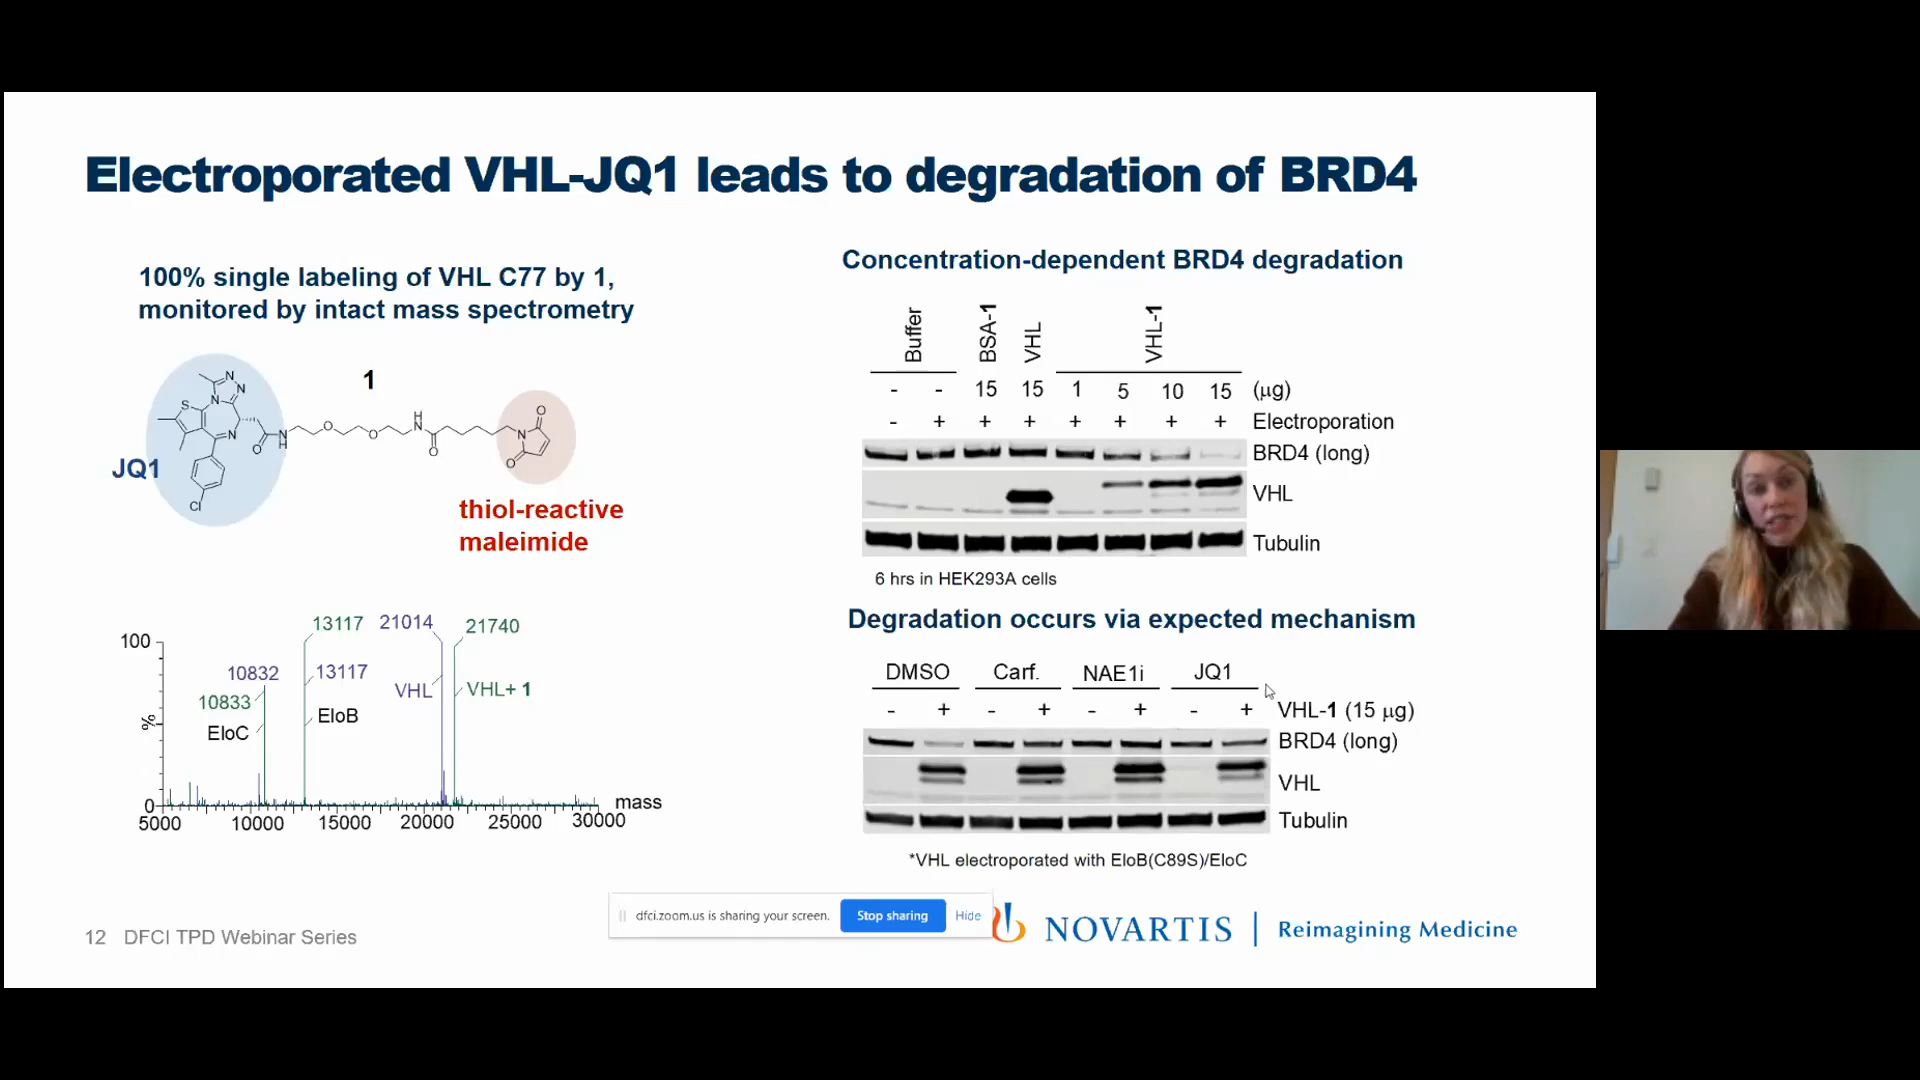 Electroporated VHL-JQ1 leads to degradation of BRD4
100% single labeling of VHL C77 by 1,
monitored by intact mass spectrometry
1
JQ1
S
N
N
N
N
O
NH
O
O
NH
O
N
O
O
Cl
thiol-reactive
maleimide
100
%
0
10832
10833
EloC
13117
13117
EloB
21014
VHL
21740
VHL+ 1
mass
5000 10000 15000 20000 25000 30000
Concentration-dependent BRD4 degradation
Buffer BSA-1 VHL VHL-1
- - 15 15 1 5 10 15 (µg)
- + + + + + + + Electroporation
BRD4 (long)
VHL
Tubulin
6 hrs in HEK293A cells
Degradation occurs via expected mechanism
DMSO Carf. NAE1i JQ1
- + - + - + - + VHL-1 (15 µg)
BRD4 (long)
VHL
Tubulin
*VHL electroporated with EloB(C89S)/EloC
dfci.zoom.us is sharing your screen. Stop sharing Hide
NOVARTIS | Reimagining Medicine
12 DFCI TPD Webinar Series